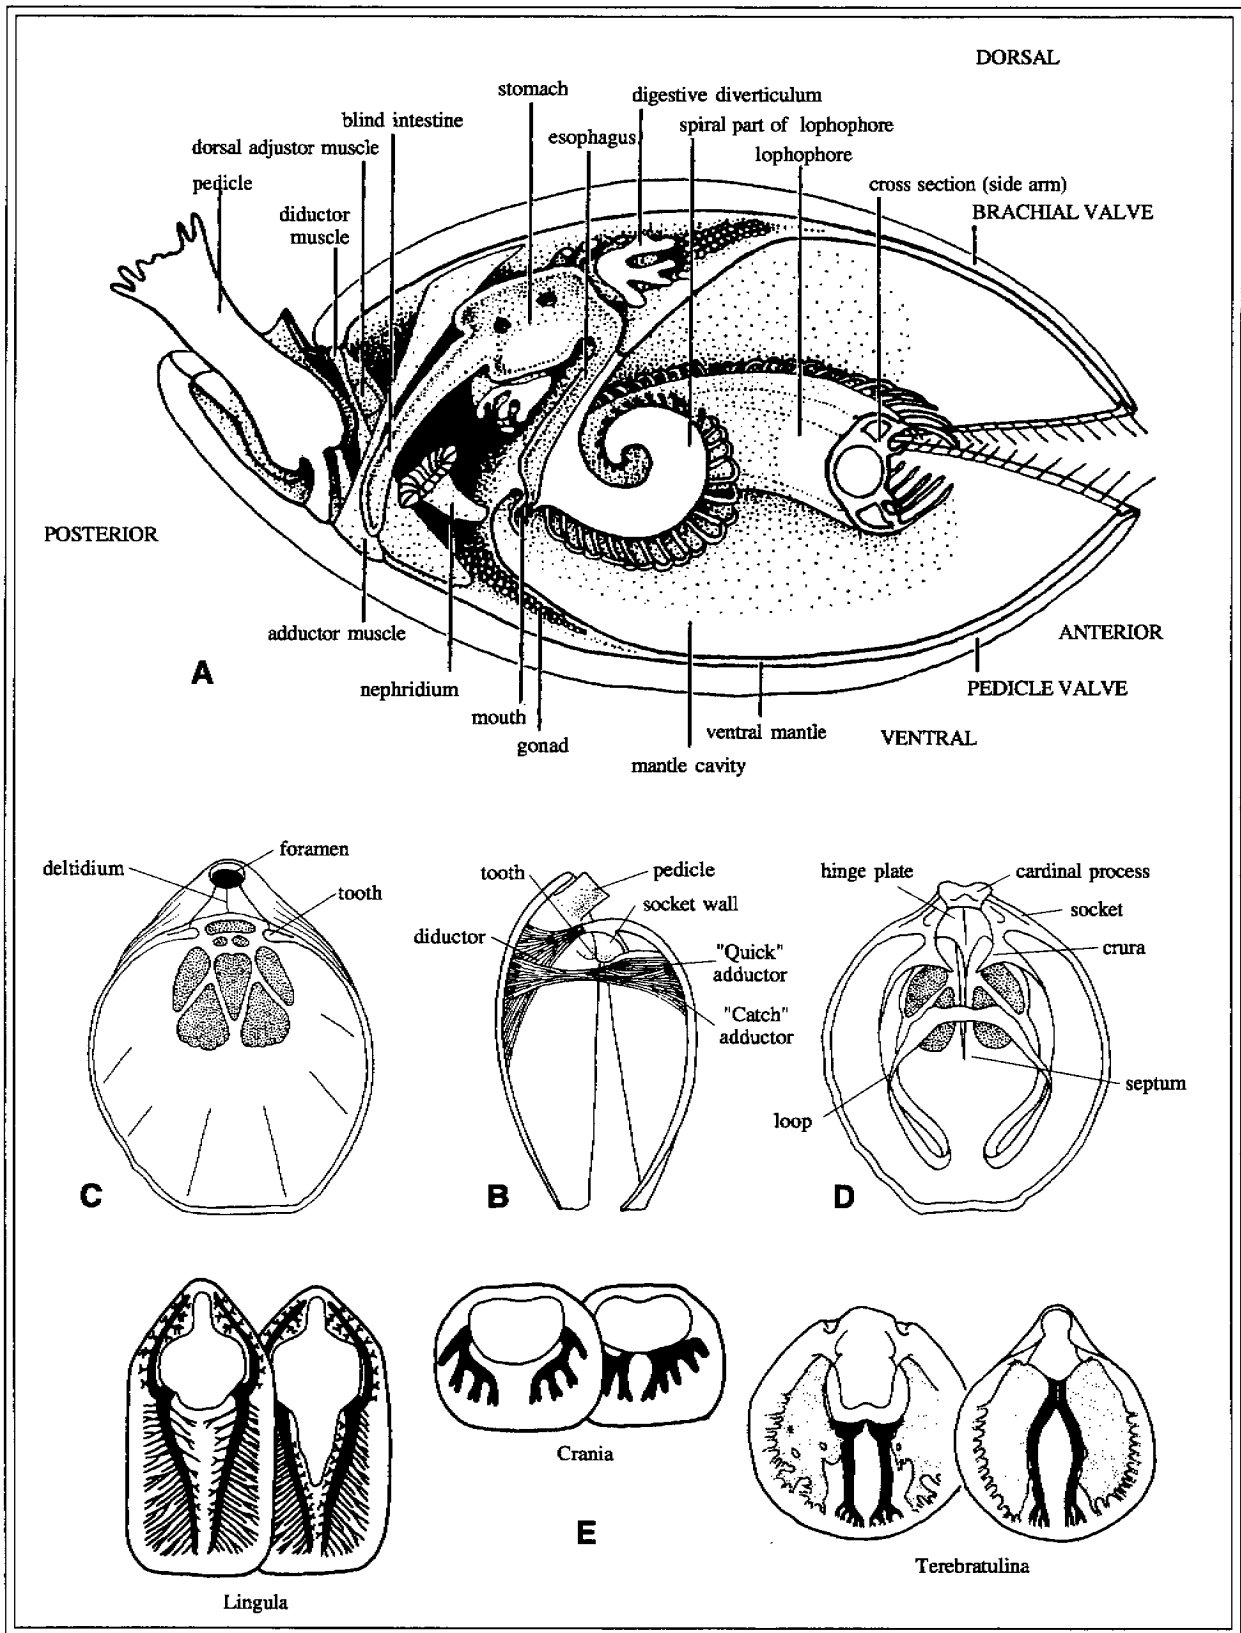 DORSAL
stomach
digestive diverticulum
blind intestine
esophagus
spiral part of lophophore
dorsal adjustor muscle
lophophore
pedicle
cross section (side arm)
diductor
muscle
BRACHIAL VALVE
POSTERIOR
adductor muscle
ANTERIOR
A
nephridium
PEDICLE VALVE
mouth
gonad
ventral mantle
VENTRAL
mantle cavity
foramen
deltidium
tooth
C
tooth
pedicle
socket wall
diductor
"Quick"
adductor
"Catch"
adductor
B
hinge plate
cardinal process
socket
crura
septum
loop
D
Lingula
Crania
E
Terebratulina